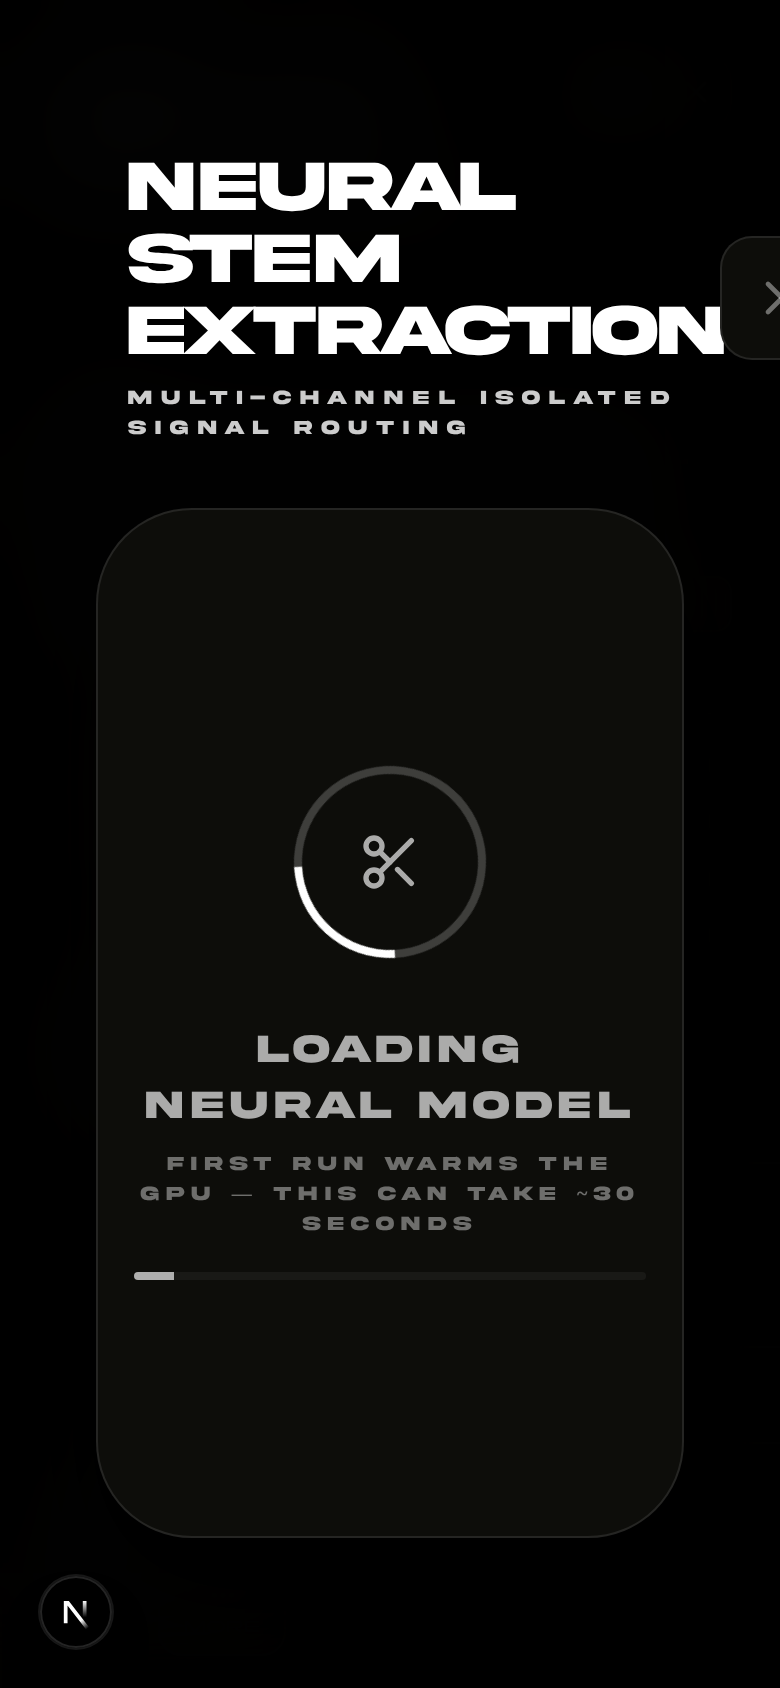 NEURAL
STEM
EXTRACTION
MULTI-CHANNEL ISOLATED
SIGNAL ROUTING
LOADING
NEURAL MODEL
FIRST RUN WARMS THE
GPU — THIS CAN TAKE ~30
SECONDS
N